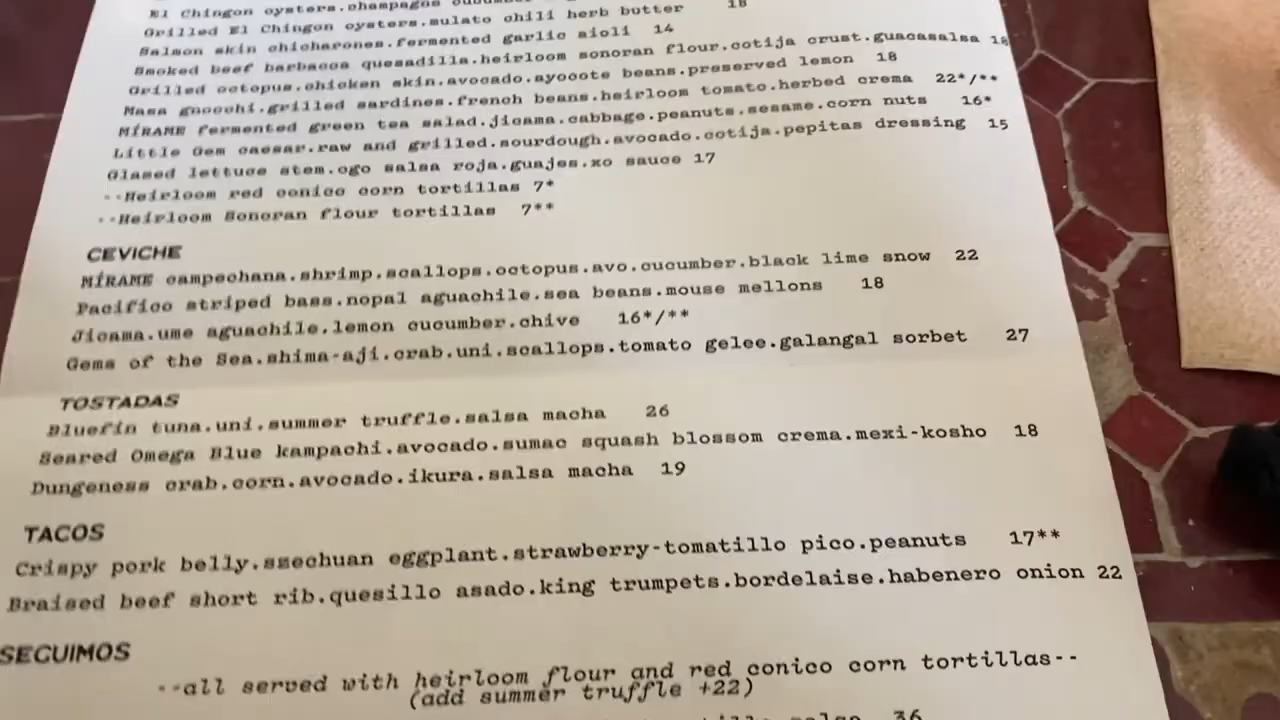 El Chingon oysters.champagne
Grilled El Chingon oysters.mulato chili herb butter 18
Salmon skin chicharones.fermented garlic aioli 14
Smoked beef barbacoa quesadilla.heirloom sonoran flour.cotija crust.guacasalsa 18
Grilled octopus.chicken skin.avocado.ayocote beans.preserved lemon 18
Masa gnocchi.grilled sardines.french beans.heirloom tomato.herbed crema 22*/**
MÍRAME fermented green tea salad.jicama.cabbage.peanuts.sesame.corn nuts 16*
Little Gem caesar.raw and grilled.sourdough.avocado.cotija.pepitas dressing 15
Glased lettuce stem.ogo salsa roja.guajes.xo sauce 17
--Heirloom red conico corn tortillas 7*
--Heirloom Sonoran flour tortillas 7**
CEVICHE
MÍRAME campechana.shrimp.scallops.octopus.avo.cucumber.black lime snow 22
Pacifico striped bass.nopal aguachile.sea beans.mouse mellons 18
Jicama.ume aguachile.lemon cucumber.chive 16*/**
Gems of the Sea.shima-aji.crab.uni.scallops.tomato gelee.galangal sorbet 27
TOSTADAS
Bluefin tuna.uni.summer truffle.salsa macha 26
Seared Omega Blue kampachi.avocado.sumac squash blossom crema.mexi-kosho 18
Dungeness crab.corn.avocado.ikura.salsa macha 19
TACOS
Crispy pork belly.szechuan eggplant.strawberry-tomatillo pico.peanuts 17**
Braised beef short rib.quesillo asado.king trumpets.bordelaise.habenero onion 22
SEGUIMOS
--all served with heirloom flour and red conico corn tortillas--
(add summer truffle +22)
salsa 36